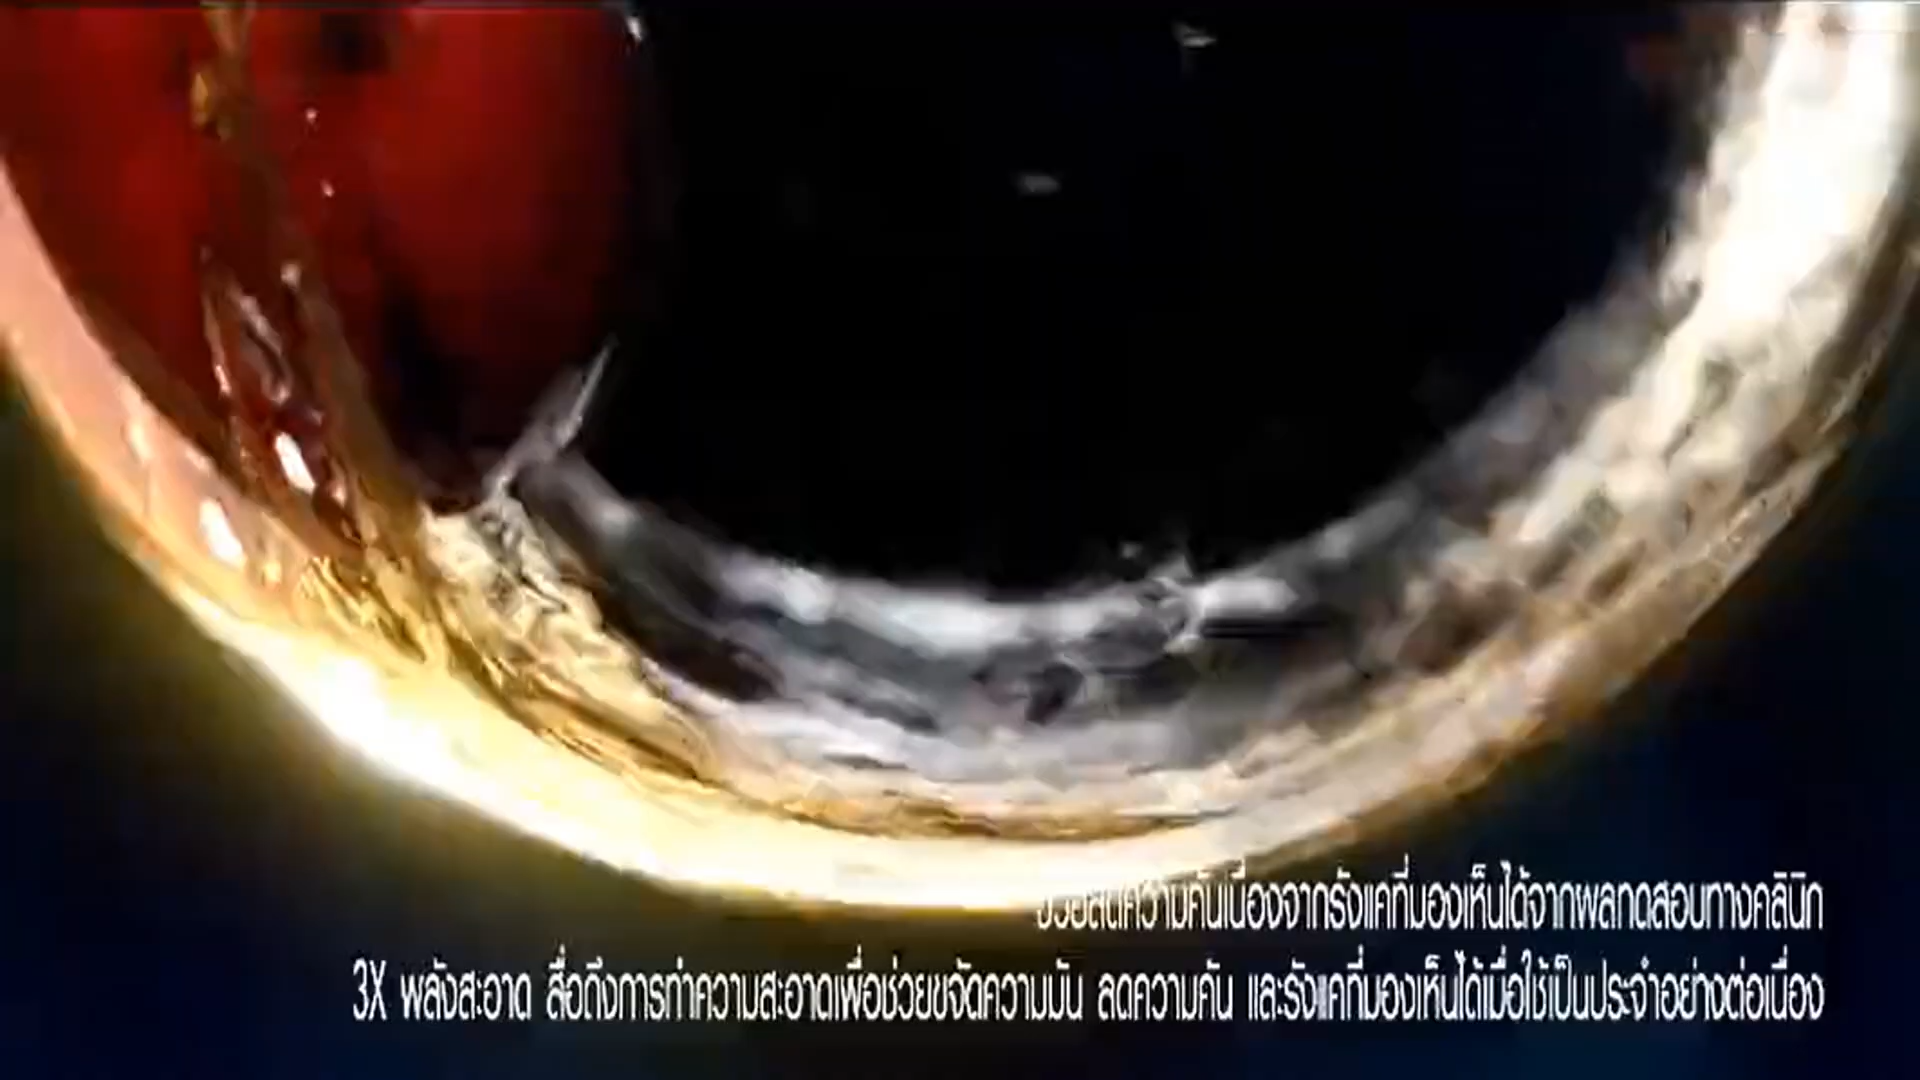 ช่วยลดความคันเนื่องจากรังแคที่มองเห็นได้จากผลทดสอบทางคลินิก
3X พลังสะอาด สื่อถึงการทำความสะอาดเพื่อช่วยขจัดความมัน ลดความคัน และรังแคที่มองเห็นได้เมื่อใช้เป็นประจำอย่างต่อเนื่อง